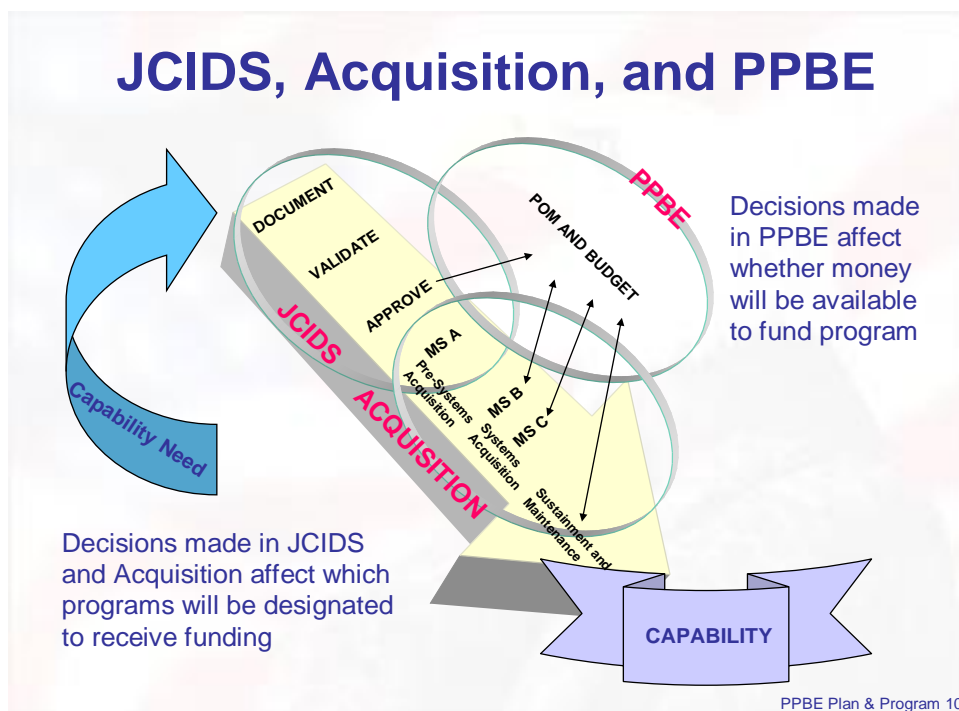 JCIDS, Acquisition, and PPBE
DOCUMENT
VALIDATE
APPROVE
JCIDS
PPBE
POM AND BUDGET
Decisions made
in PPBE affect
whether money
will be available
to fund program
MS A
Pre-Systems
Acquisition
MS B
MS C
Systems
Acquisition
ACQUISITION
Sustainment and
Maintenance
Capability Need
Decisions made in JCIDS
and Acquisition affect which
programs will be designated
to receive funding
CAPABILITY
PPBE Plan & Program 10